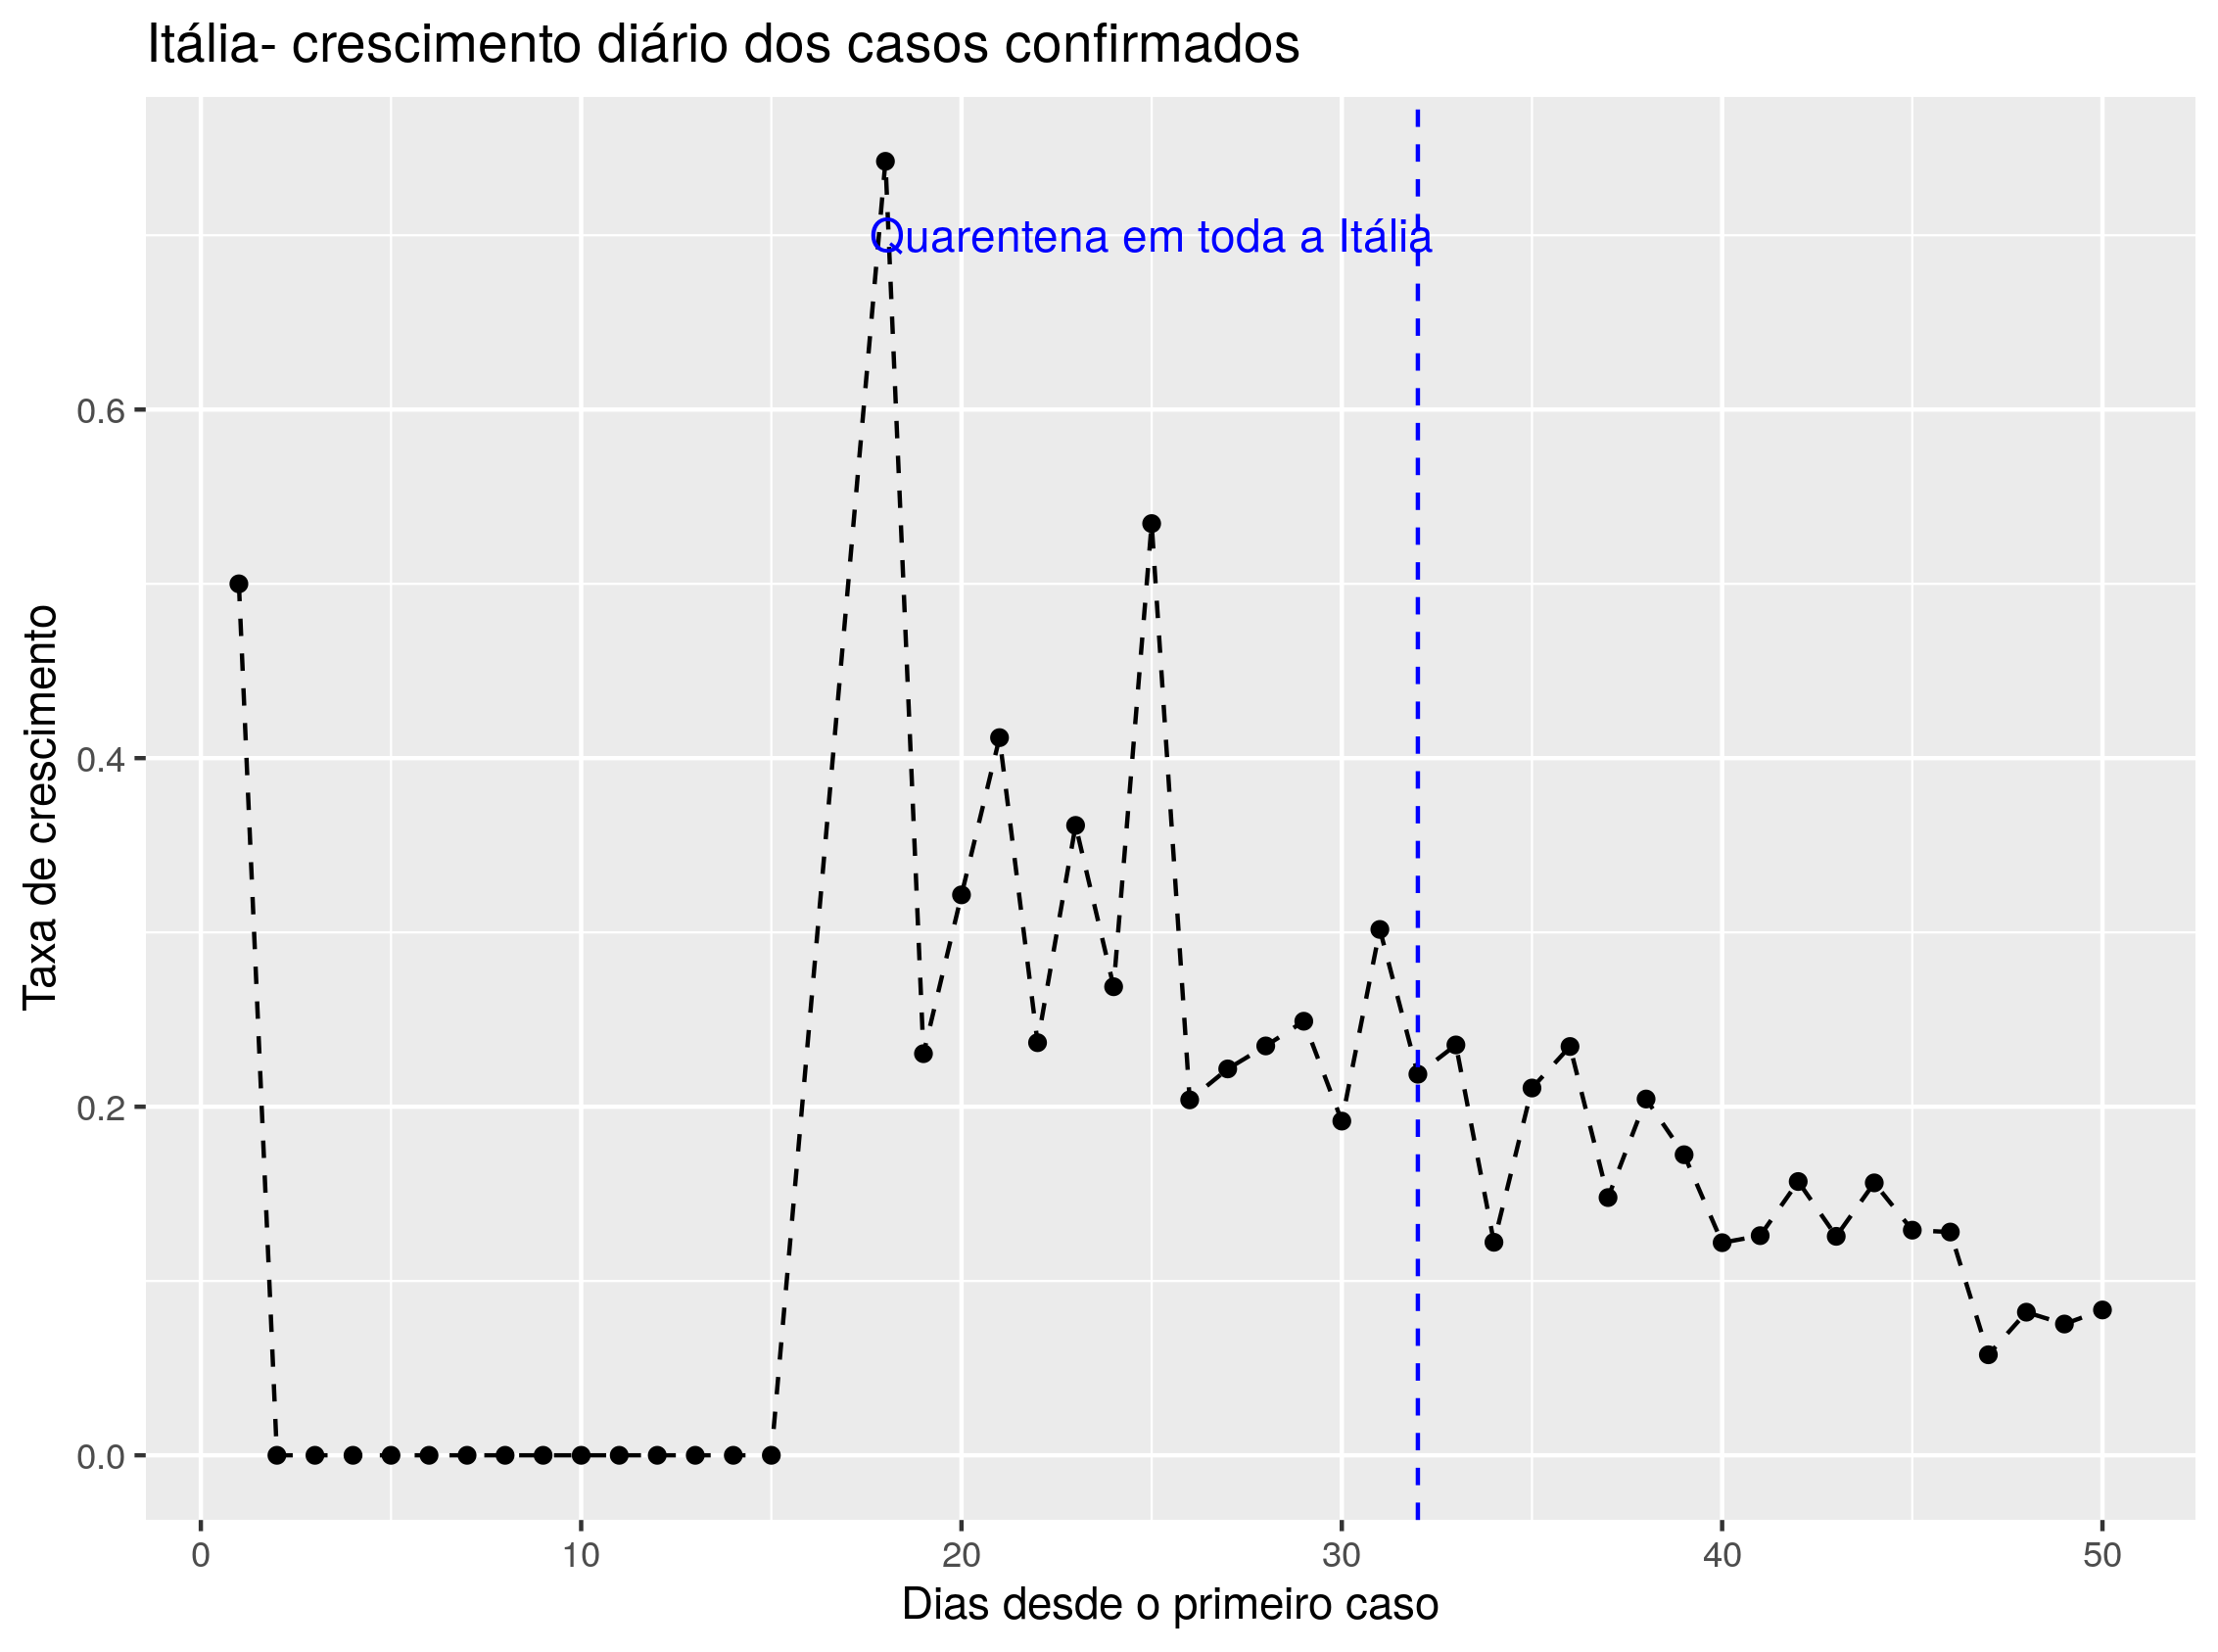 Itália- crescimento diário dos casos confirmados
Quarentena em toda a Itália
Taxa de crescimento
0.6
0.4
0.2
0.0
0 10 20 30 40 50
Dias desde o primeiro caso